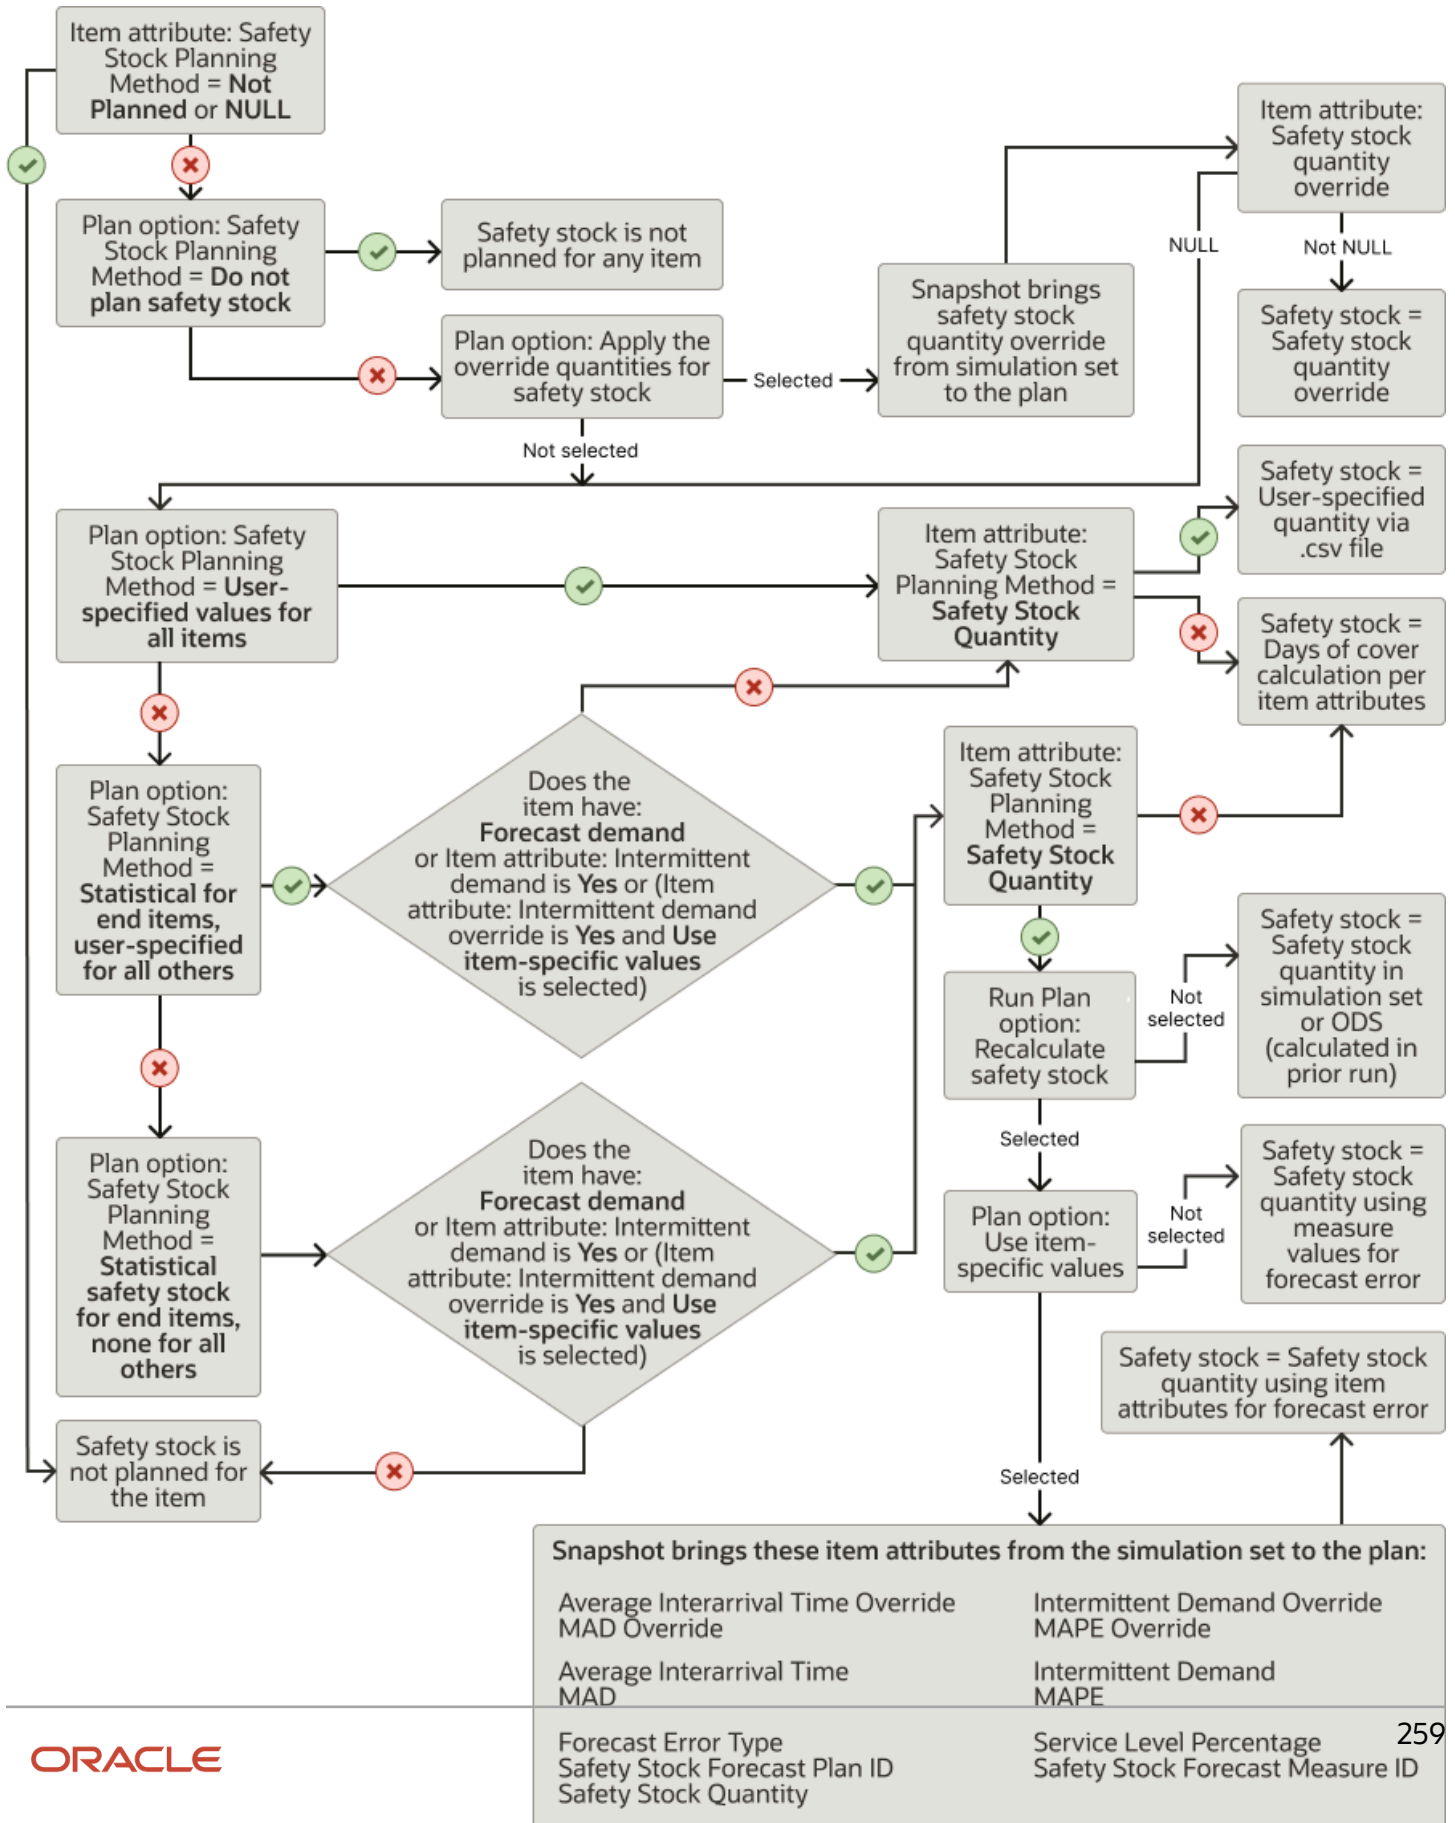 Item attribute: Safety
Stock Planning
Method = Not
Planned or NULL
Plan option: Safety
Stock Planning
Method = Do not
plan safety stock
Safety stock is not
planned for any item
Plan option: Apply the
override quantities for
safety stock
Selected
Not selected
Snapshot brings
safety stock
quantity override
from simulation set
to the plan
Item attribute:
Safety stock
quantity
override
NULL
Not NULL
Safety stock =
Safety stock
quantity
override
Plan option: Safety
Stock Planning
Method = User-
specified values for
all items
Item attribute:
Safety Stock
Planning Method =
Safety Stock
Quantity
Safety stock =
User-specified
quantity via
.csv file
Safety stock =
Days of cover
calculation per
item attributes
Plan option:
Safety Stock
Planning
Method =
Statistical for
end items,
user-specified
for all others
Does the
item have:
Forecast demand
or Item attribute: Intermittent
demand is Yes or (Item
attribute: Intermittent demand
override is Yes and Use
item-specific values
is selected)
Item attribute:
Safety Stock
Planning
Method =
Safety Stock
Quantity
Run Plan
option:
Recalculate
safety stock
Not
selected
Safety stock =
Safety stock
quantity in
simulation set
or ODS
(calculated in
prior run)
Selected
Plan option:
Safety Stock
Planning
Method =
Statistical
safety stock
for end items,
none for all
others
Does the
item have:
Forecast demand
or Item attribute: Intermittent
demand is Yes or (Item
attribute: Intermittent demand
override is Yes and Use
item-specific values
is selected)
Plan option:
Use item-
specific values
Not
selected
Safety stock =
Safety stock
quantity using
measure
values for
forecast error
Safety stock = Safety stock
quantity using item
attributes for forecast error
Safety stock is
not planned for
the item
Selected
Snapshot brings these item attributes from the simulation set to the plan:
Average Interarrival Time Override
MAD Override
Intermittent Demand Override
MAPE Override
Average Interarrival Time
MAD
Intermittent Demand
MAPE
Forecast Error Type
Safety Stock Forecast Plan ID
Safety Stock Quantity
Service Level Percentage
Safety Stock Forecast Measure ID
259
ORACLE